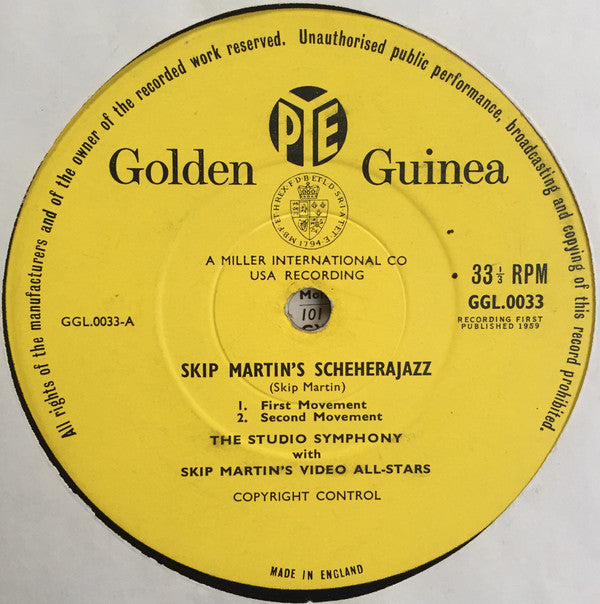 All rights of the manufacturers and of the owner of the recorded work reserved. Unauthorised public performance, broadcasting and copying of this record prohibited.
PYE
Golden Guinea
A MILLER INTERNATIONAL CO
USA RECORDING
33⅓ RPM
GGL.0033
RECORDING FIRST
PUBLISHED 1959
GGL.0033-A
101
SKIP MARTIN'S SCHEHERAJAZZ
(Skip Martin)
1. First Movement
2. Second Movement
THE STUDIO SYMPHONY
with
SKIP MARTIN'S VIDEO ALL-STARS
COPYRIGHT CONTROL
MADE IN ENGLAND